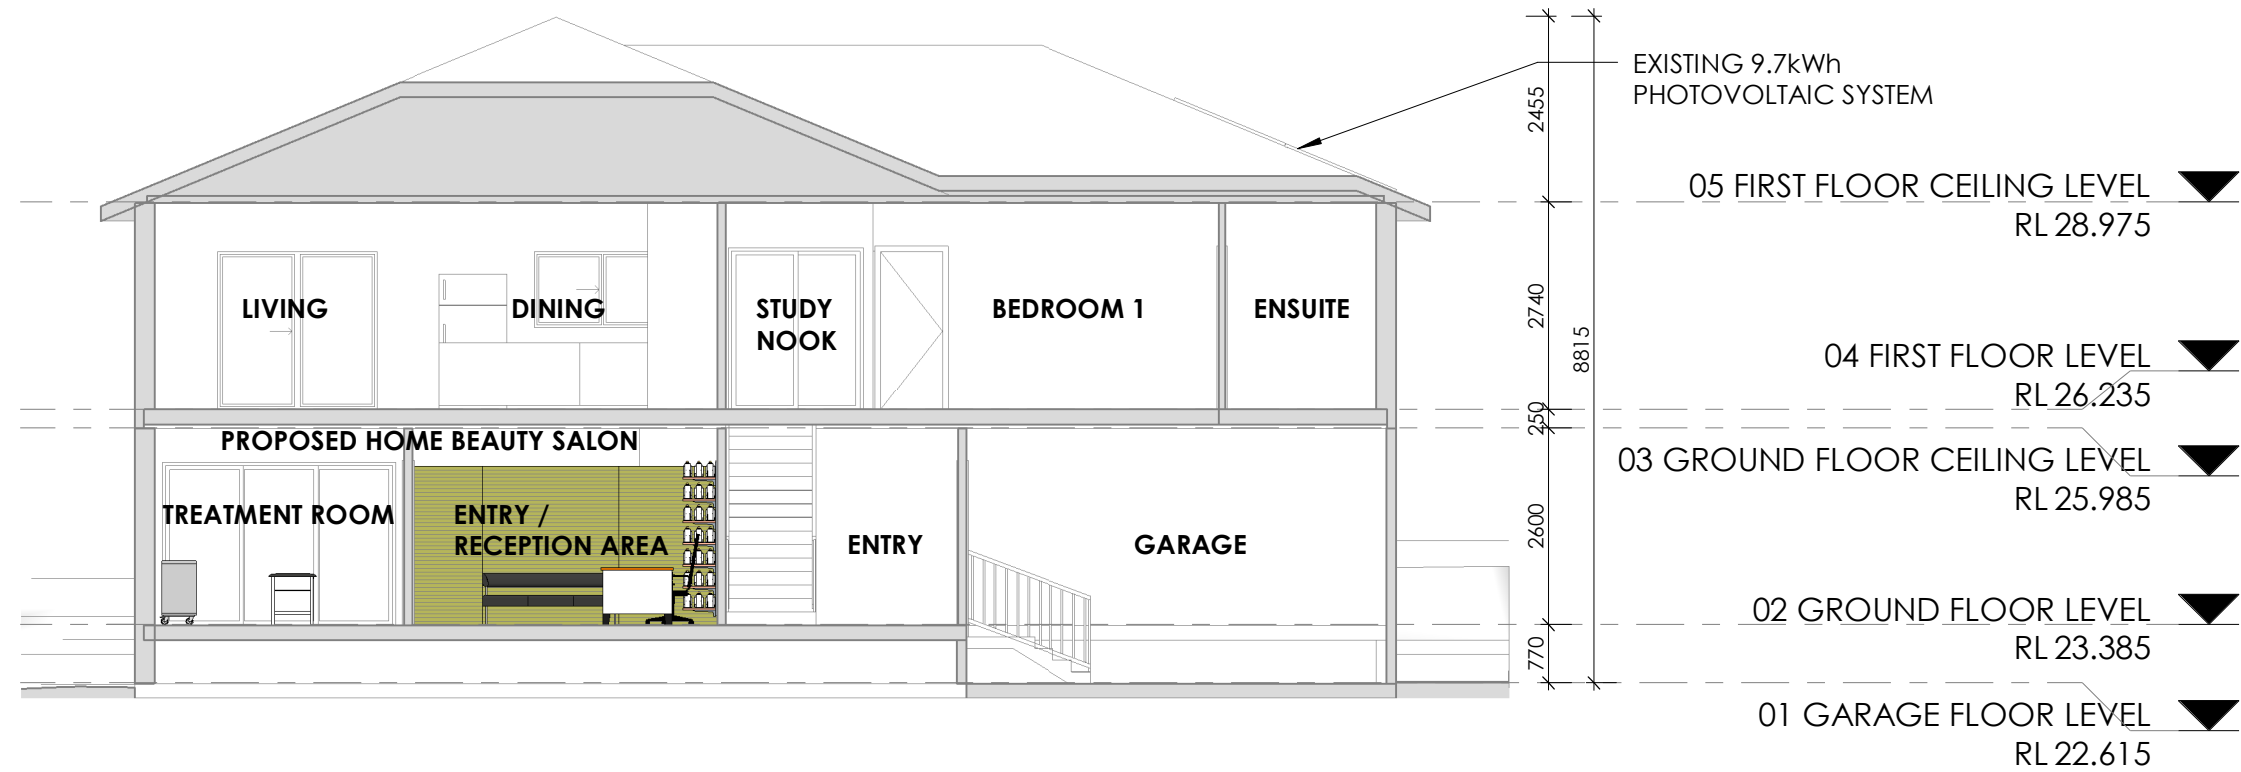 EXISTING 9.7kWh
PHOTOVOLTAIC SYSTEM
2455
05 FIRST FLOOR CEILING LEVEL
RL 28.975
LIVING
DINING
STUDY
NOOK
BEDROOM 1
ENSUITE
2740
8815
04 FIRST FLOOR LEVEL
RL 26.235
250
PROPOSED HOME BEAUTY SALON
03 GROUND FLOOR CEILING LEVEL
RL 25.985
TREATMENT ROOM
ENTRY /
RECEPTION AREA
ENTRY
GARAGE
2600
02 GROUND FLOOR LEVEL
RL 23.385
770
01 GARAGE FLOOR LEVEL
RL 22.615